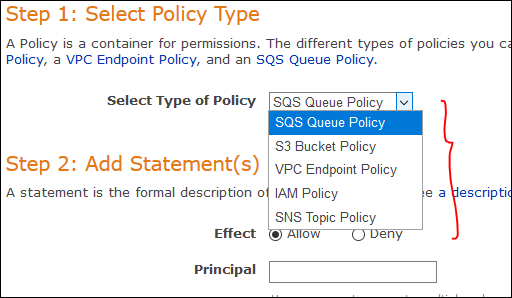 Step 1: Select Policy Type
A Policy is a container for permissions. The different types of policies you ca
Policy, a VPC Endpoint Policy, and an SQS Queue Policy.
Select Type of Policy SQS Queue Policy
SQS Queue Policy
S3 Bucket Policy
VPC Endpoint Policy
IAM Policy
SNS Topic Policy
Step 2: Add Statement(s)
A statement is the formal description of ee a description
Effect Allow Deny
Principal